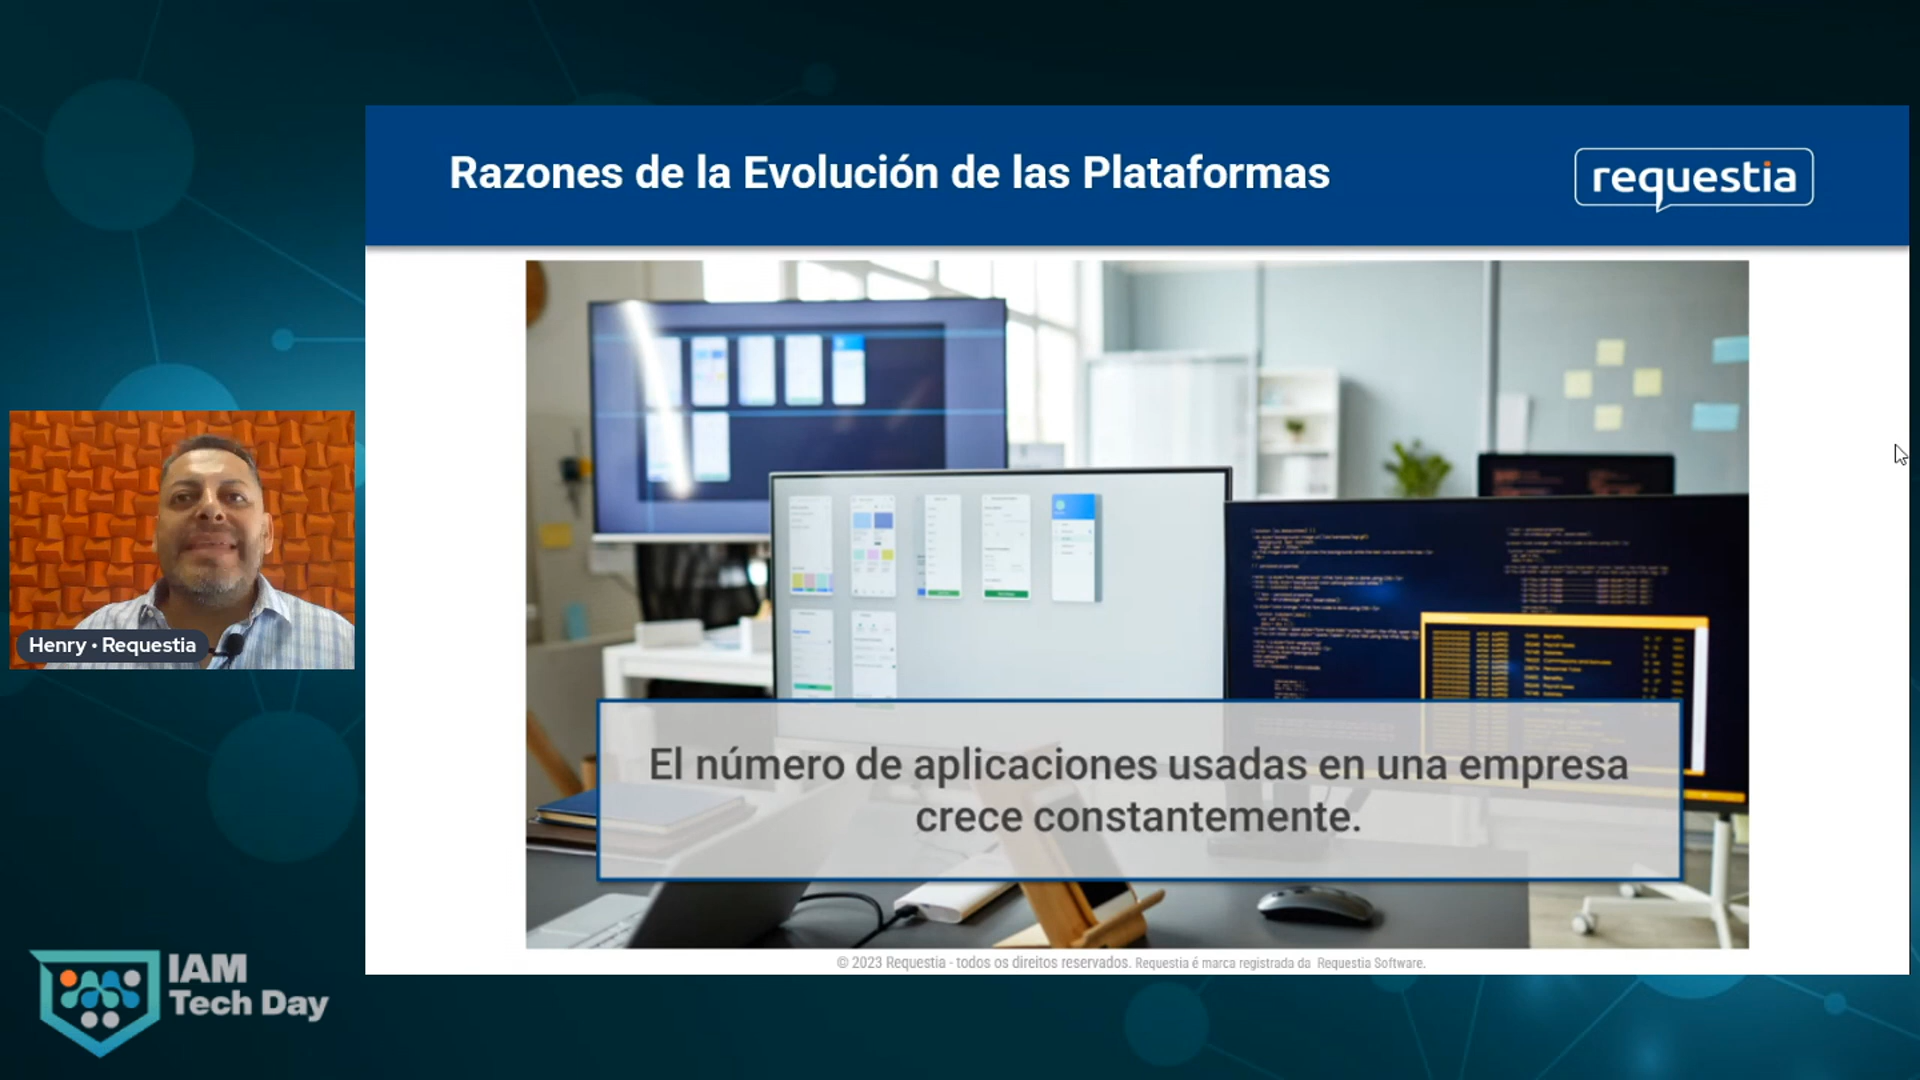 Razones de la Evolución de las Plataformas
requestia
Henry • Requestia
El número de aplicaciones usadas en una empresa
crece constantemente.
© 2023 Requestia - todos os direitos reservados. Requestia é marca registrada da Requestia Software.
IAM
Tech Day